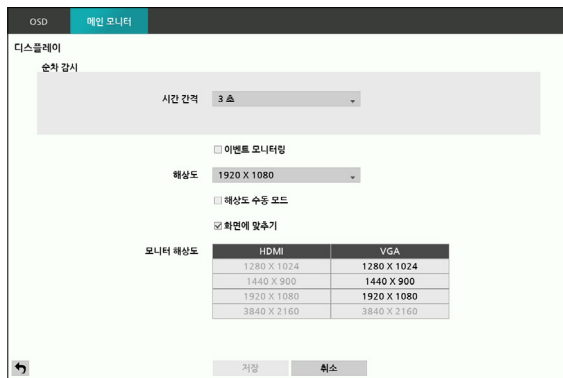 OSD 메인 모니터
디스플레이
순차 감시
시간 간격 3 초
이벤트 모니터링
해상도 1920 X 1080
해상도 수동 모드
화면에 맞추기
모니터 해상도 HDMI VGA
1280 X 1024 1280 X 1024
1440 X 900 1440 X 900
1920 X 1080 1920 X 1080
3840 X 2160 3840 X 2160
저장 취소